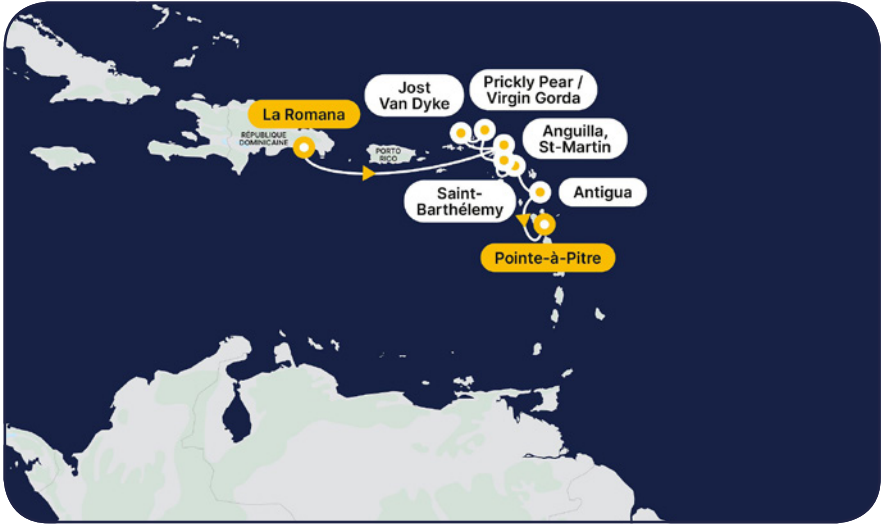 Jost
Van Dyke
Prickly Pear /
Virgin Gorda
La Romana
RÉPUBLIQUE
DOMINICAINE
PORTO
RICO
Anguilla,
St-Martin
Saint-
Barthélemy
Antigua
Pointe-à-Pitre